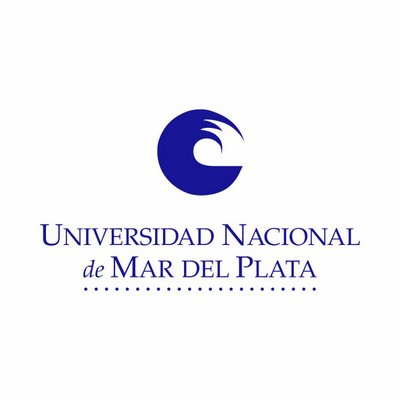 UNIVERSIDAD NACIONAL
de MAR DEL PLATA